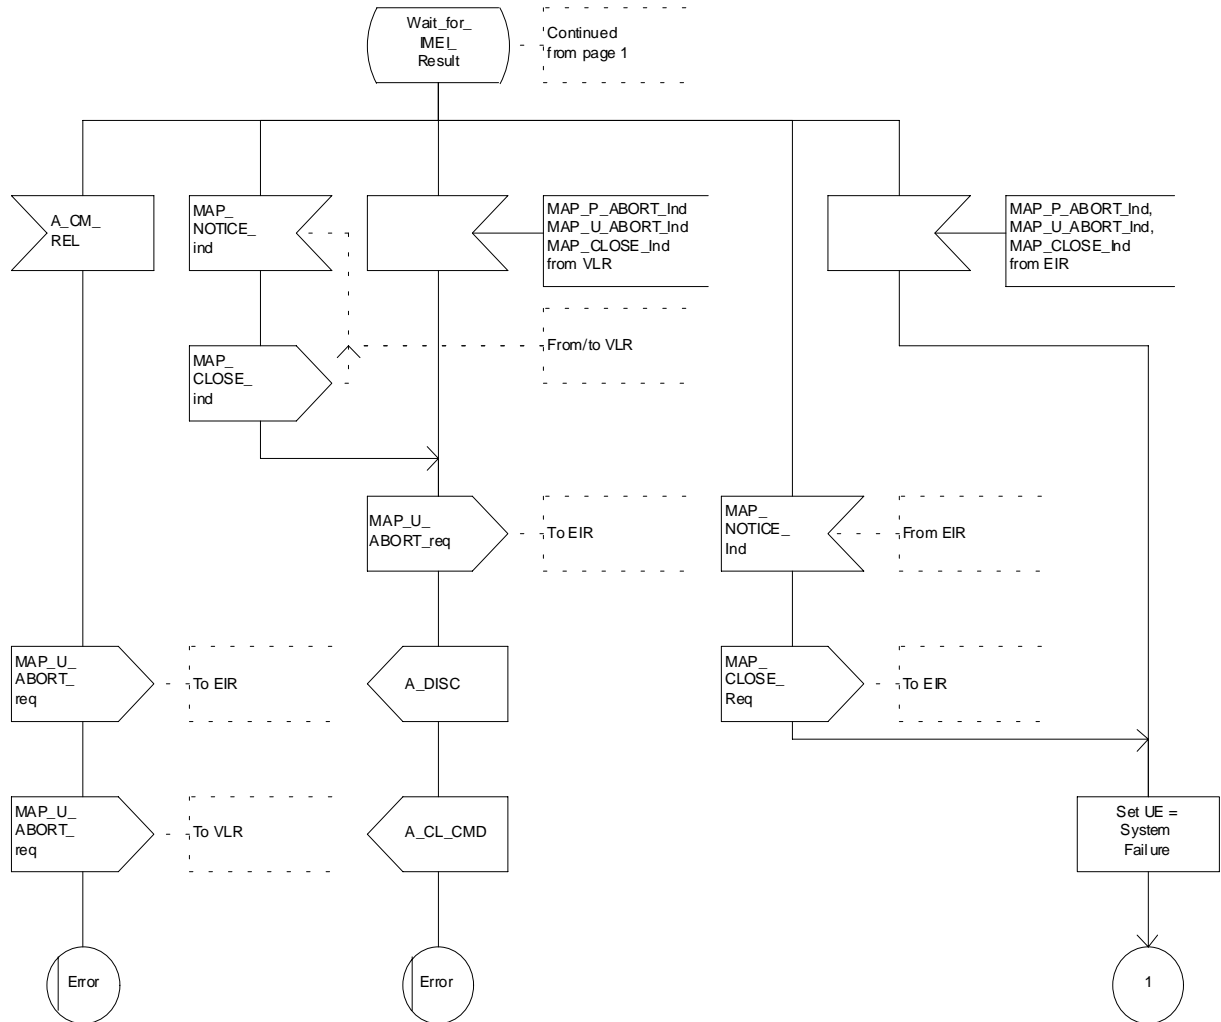 Wait_for_
IMEI_
Result
Continued
from page 1
A_CM_
REL
MAP_
NOTICE_
ind
MAP_P_ABORT_Ind
MAP_U_ABORT_Ind
MAP_CLOSE_Ind
from VLR
MAP_P_ABORT_Ind,
MAP_U_ABORT_Ind,
MAP_CLOSE_Ind
from EIR
MAP_
CLOSE_
ind
From/to VLR
MAP_U_
ABORT_req
To EIR
MAP_
NOTICE_
Ind
From EIR
MAP_U_
ABORT_
req
To EIR
A_DISC
MAP_
CLOSE_
Req
To EIR
MAP_U_
ABORT_
req
To VLR
A_CL_CMD
Set UE =
System
Failure
Error
Error
1